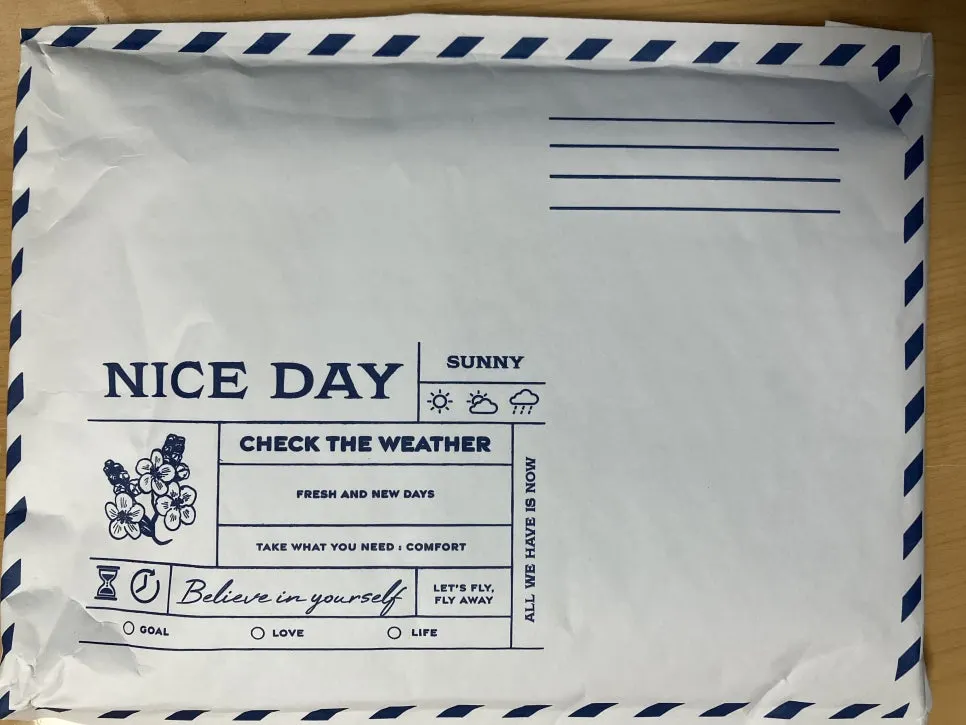 NICE DAY
SUNNY
CHECK THE WEATHER
FRESH AND NEW DAYS
TAKE WHAT YOU NEED : COMFORT
ALL WE HAVE IS NOW
Believe in yourself
LET'S FLY,
FLY AWAY
GOAL
LOVE
LIFE